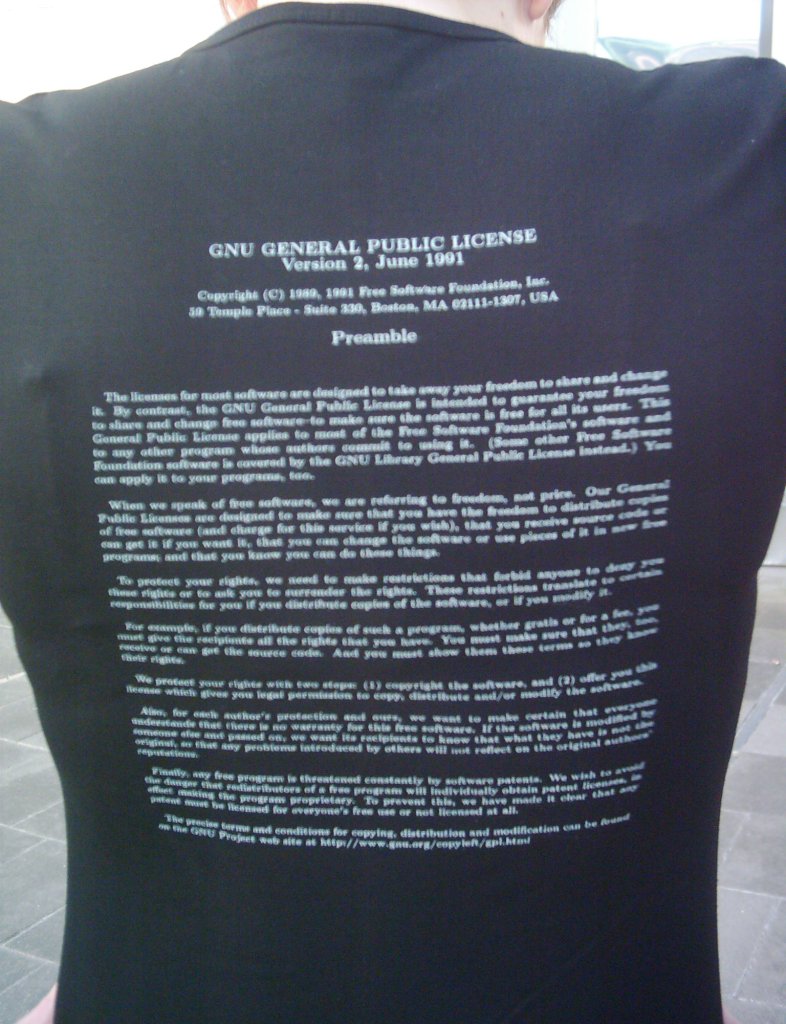 GNU GENERAL PUBLIC LICENSE
Version 2, June 1991
Copyright (C) 1989, 1991 Free Software Foundation, Inc.
59 Temple Place - Suite 330, Boston, MA 02111-1307, USA
Preamble
The licenses for most software are designed to take away your freedom to share and change
it. By contrast, the GNU General Public License is intended to guarantee your freedom
to share and change free software–to make sure the software is free for all its users. This
General Public License applies to most of the Free Software Foundation's software and
to any other program whose authors commit to using it. (Some other Free Software
Foundation software is covered by the GNU Library General Public License instead.) You
can apply it to your programs, too.
When we speak of free software, we are referring to freedom, not price. Our General
Public Licenses are designed to make sure that you have the freedom to distribute copies
of free software (and charge for this service if you wish), that you receive source code or
can get it if you want it, that you can change the software or use pieces of it in new free
programs; and that you know you can do these things.
To protect your rights, we need to make restrictions that forbid anyone to deny you
these rights or to ask you to surrender the rights. These restrictions translate to certain
responsibilities for you if you distribute copies of the software, or if you modify it.
For example, if you distribute copies of such a program, whether gratis or for a fee, you
must give the recipients all the rights that you have. You must make sure that they, too,
receive or can get the source code. And you must show them these terms so they know
their rights.
We protect your rights with two steps: (1) copyright the software, and (2) offer you this
license which gives you legal permission to copy, distribute and/or modify the software.
Also, for each author's protection and ours, we want to make certain that everyone
understands that there is no warranty for this free software. If the software is modified by
someone else and passed on, we want its recipients to know that what they have is not the
original, so that any problems introduced by others will not reflect on the original authors'
reputations.
Finally, any free program is threatened constantly by software patents. We wish to avoid
the danger that redistributors of a free program will individually obtain patent licenses, in
effect making the program proprietary. To prevent this, we have made it clear that any
patent must be licensed for everyone's free use or not licensed at all.
The precise terms and conditions for copying, distribution and modification can be found
on the GNU Project web site at http://www.gnu.org/copyleft/gpl.html